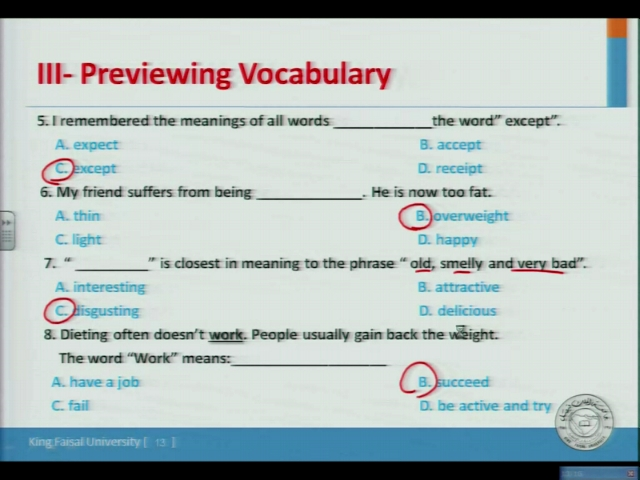 III- Previewing Vocabulary
5. I remembered the meanings of all words ____________the word" except".
A. expect B. accept
C. except D. receipt
6. My friend suffers from being ____________. He is now too fat.
A. thin B. overweight
C. light D. happy
7. " ________" is closest in meaning to the phrase " old, smelly and very bad".
A. interesting B. attractive
C. disgusting D. delicious
8. Dieting often doesn't work. People usually gain back the weight.
The word "Work" means:__________________
A. have a job B. succeed
C. fail D. be active and try
King Faisal University [ 13 ]